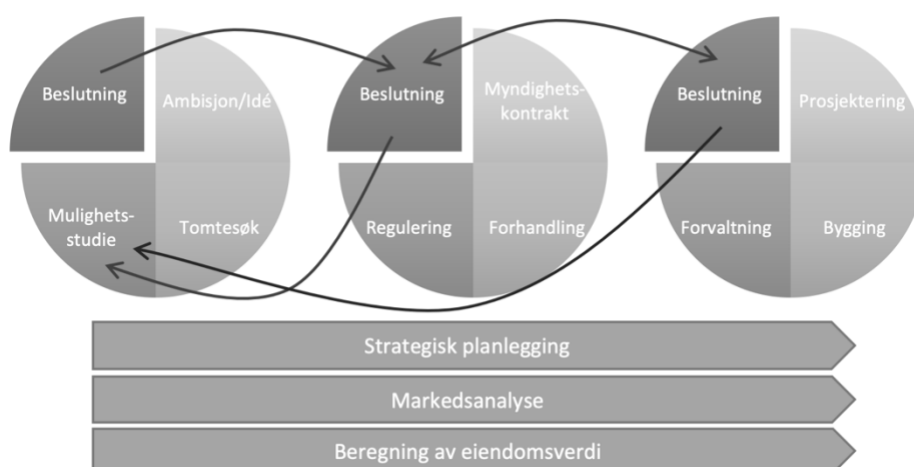 Beslutning
Ambisjon/Idé
Mulighets-
studie
Tomtesøk
Beslutning
Myndighets-
kontrakt
Regulering
Forhandling
Beslutning
Prosjektering
Forvaltning
Bygging
Strategisk planlegging
Markedsanalyse
Beregning av eiendomsverdi